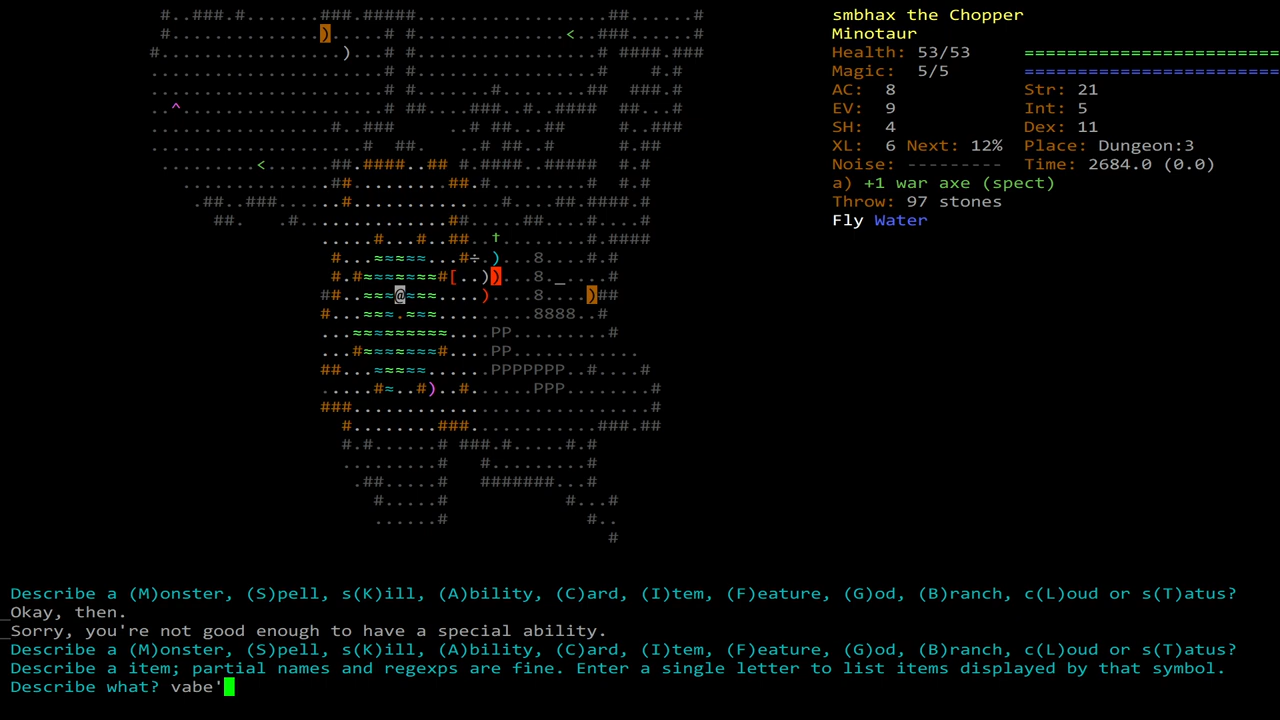 smbhax the Chopper
Minotaur
Health: 53/53 ========================
Magic: 5/5 ========================
AC: 8 Str: 21
EV: 9 Int: 5
SH: 4 Dex: 11
XL: 6 Next: 12% Place: Dungeon:3
Noise: --------- Time: 2684.0 (0.0)
a) +1 war axe (spect)
Throw: 97 stones
Fly Water
Describe a (M)onster, (S)pell, s(K)ill, (A)bility, (C)ard, (I)tem, (F)eature, (G)od, (B)ranch, c(L)oud or s(T)atus?
_Okay, then.
_Sorry, you're not good enough to have a special ability.
Describe a (M)onster, (S)pell, s(K)ill, (A)bility, (C)ard, (I)tem, (F)eature, (G)od, (B)ranch, c(L)oud or s(T)atus?
Describe a item; partial names and regexps are fine. Enter a single letter to list items displayed by that symbol.
Describe what? vabe'